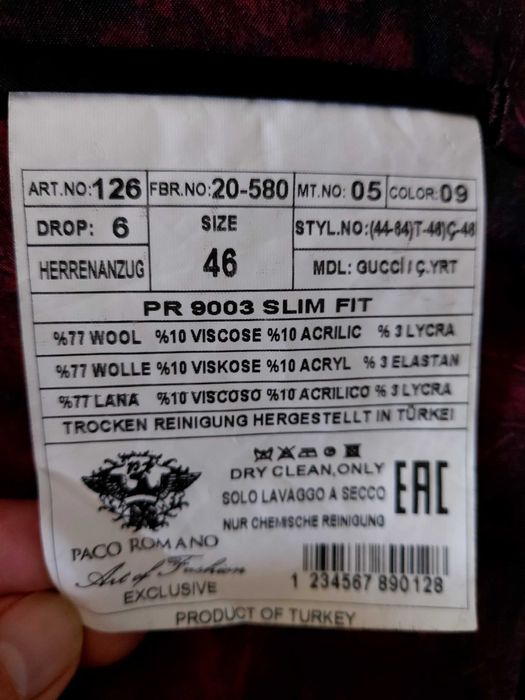 ART.NO:126 FBR.NO:20-580 MT.NO: 05 COLOR:09
DROP: 6 SIZE STYL.NO:(44-64)T-46)Ç-46
HERRENANZUG 46 MDL: GUCCİ / Ç.YRT
PR 9003 SLIM FIT
%77 WOOL %10 VISCOSE %10 ACRILIC % 3 LYCRA
%77 WOLLE %10 VISKOSE %10 ACRYL % 3 ELASTAN
%77 LANA %10 VISCOSO %10 ACRILICO % 3 LYCRA
TROCKEN REINIGUNG HERGESTELLT IN TÜRKEI
DRY CLEAN,ONLY
SOLO LAVAGGO A SECCO
NUR CHEMISCHE REINIGUNG
EAC
PACO ROMANO
Art of Fashion
EXCLUSIVE
1 234567 890128
PRODUCT OF TURKEY